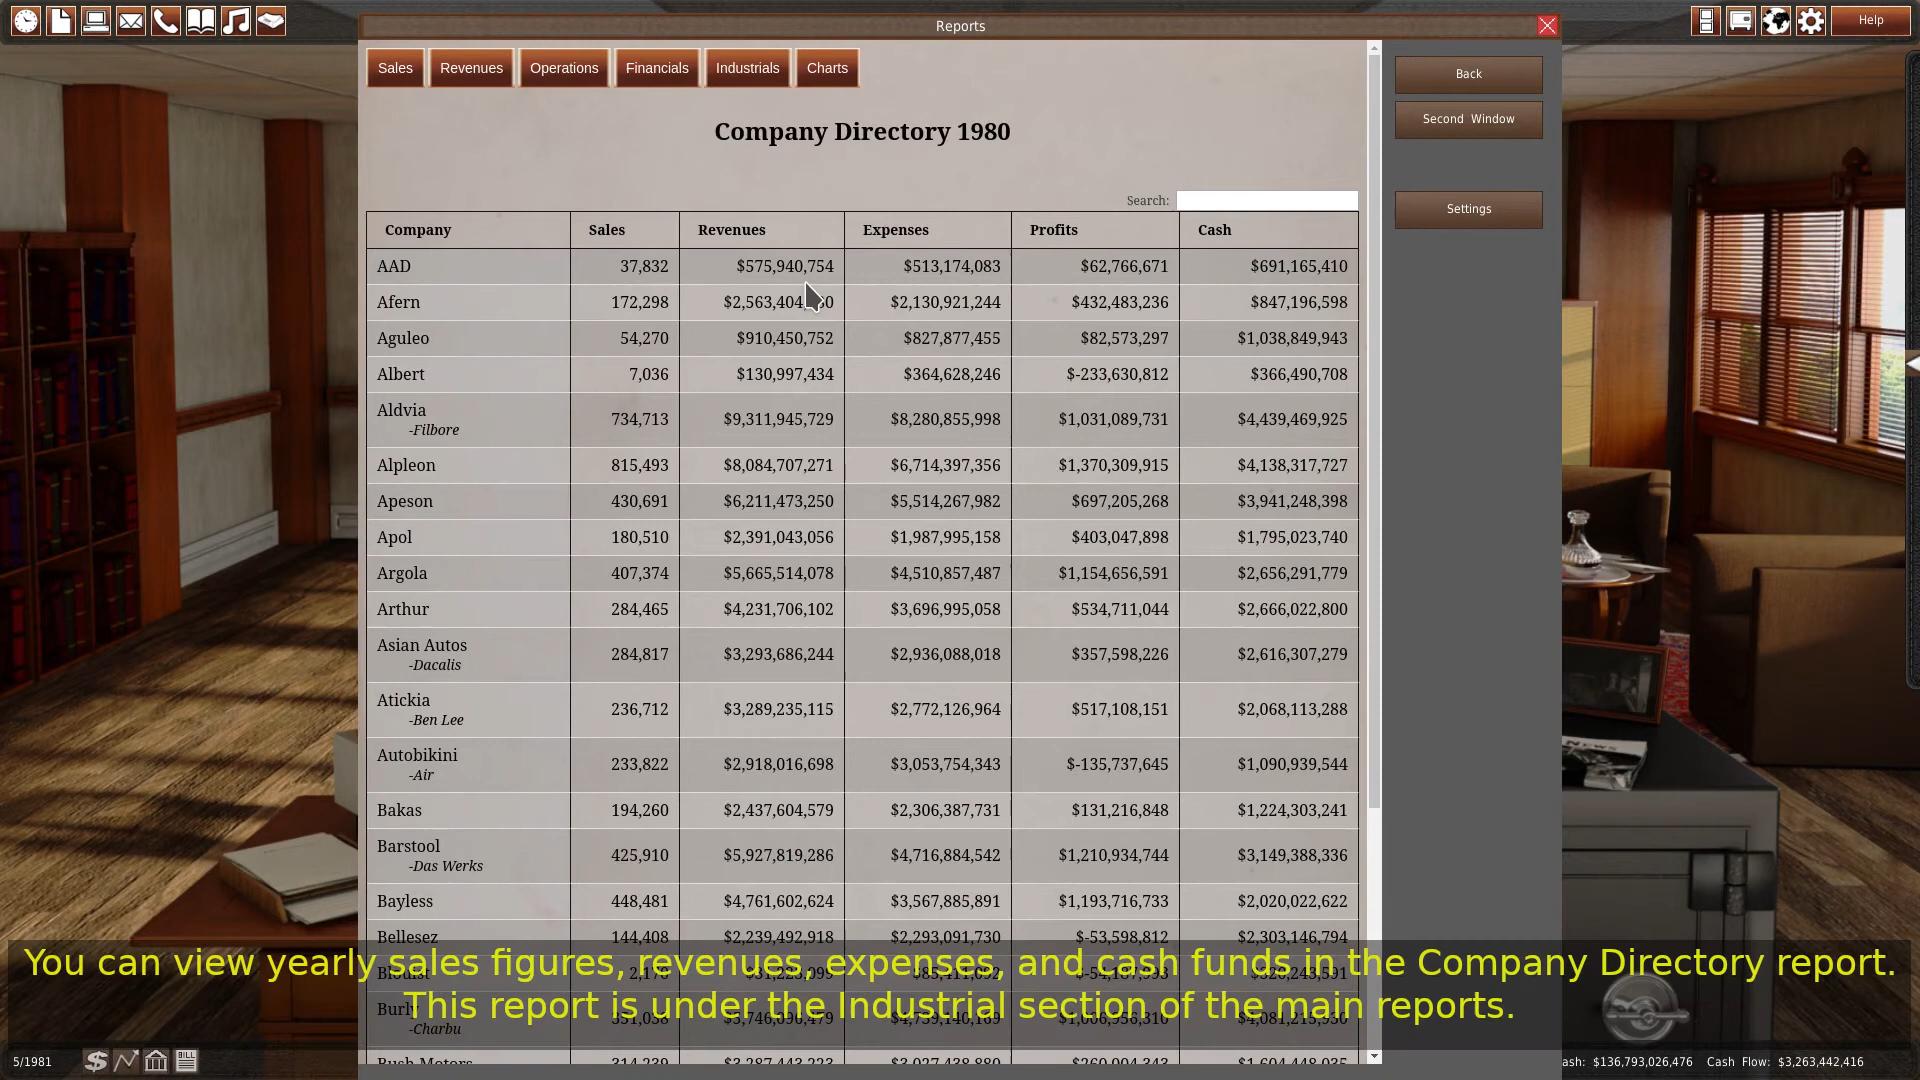 Reports
Help
Sales Revenues Operations Financials Industrials Charts
Back
Second Window
Settings
Company Directory 1980
Search:
Company Sales Revenues Expenses Profits Cash
AAD 37,832 $575,940,754 $513,174,083 $62,766,671 $691,165,410
Afern 172,298 $2,130,921,244 $432,483,236 $847,196,598
Aguleo 54,270 $910,450,752 $827,877,455 $82,573,297 $1,038,849,943
Albert 7,036 $130,997,434 $364,628,246 $-233,630,812 $366,490,708
Aldvia 734,713 $9,311,945,729 $8,280,855,998 $1,031,089,731 $4,439,469,925
-Filbore
Alpleon 815,493 $8,084,707,271 $6,714,397,356 $1,370,309,915 $4,138,317,727
Apeson 430,691 $6,211,473,250 $5,514,267,982 $697,205,268 $3,941,248,398
Apol 180,510 $2,391,043,056 $1,987,995,158 $403,047,898 $1,795,023,740
Argola 407,374 $5,665,514,078 $4,510,857,487 $1,154,656,591 $2,656,291,779
Arthur 284,465 $4,231,706,102 $3,696,995,058 $534,711,044 $2,666,022,800
Asian Autos 284,817 $3,293,686,244 $2,936,088,018 $357,598,226 $2,616,307,279
-Dacalis
Atickia 236,712 $3,289,235,115 $2,772,126,964 $517,108,151 $2,068,113,288
-Ben Lee
Autobikini 233,822 $2,918,016,698 $3,053,754,343 $-135,737,645 $1,090,939,544
-Air
Bakas 194,260 $2,437,604,579 $2,306,387,731 $131,216,848 $1,224,303,241
Barstool 425,910 $5,927,819,286 $4,716,884,542 $1,210,934,744 $3,149,388,336
-Das Werks
Bayless 448,481 $4,761,602,624 $3,567,885,891 $1,193,716,733 $2,020,022,622
Bellesez 144,408 $2,239,492,918 $2,293,091,730 $-53,598,812 $2,303,146,794
You can view yearly sales figures, revenues, expenses, and cash funds in the Company Directory report.
This report is under the Industrial section of the main reports.
-Charbu
5/1981
BILL
NEWS
$136,793,026,476 Cash Flow: $3,263,442,416